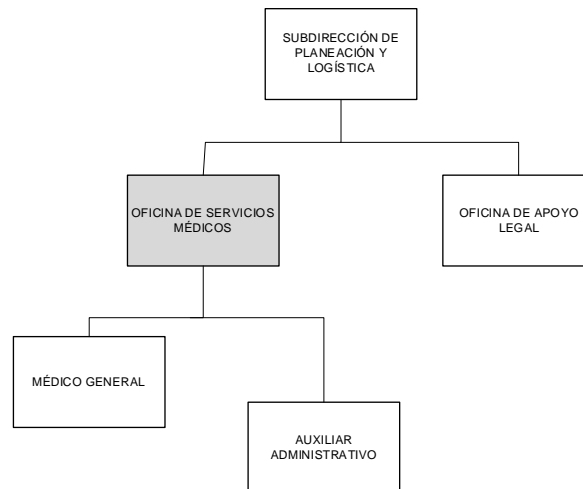 SUBDIRECCIÓN DE
PLANEACIÓN Y
LOGÍSTICA
OFICINA DE SERVICIOS
MÉDICOS
OFICINA DE APOYO
LEGAL
MÉDICO GENERAL
AUXILIAR
ADMINISTRATIVO